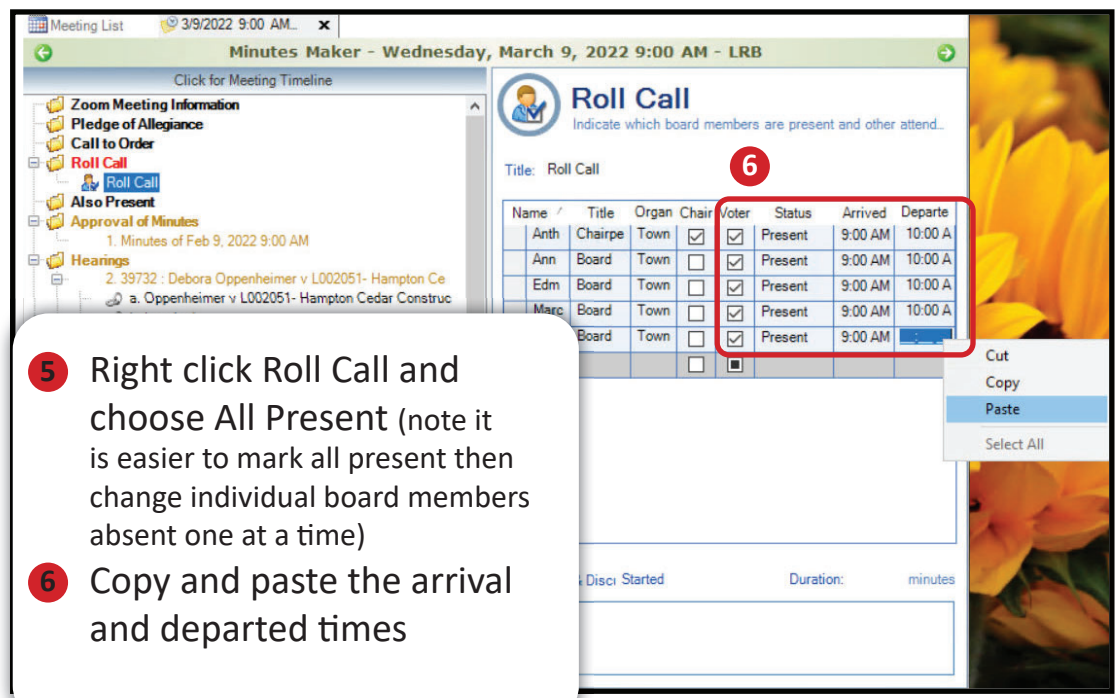 Meeting List 3/9/2022 9:00 AM... x
Minutes Maker - Wednesday, March 9, 2022 9:00 AM - LRB
Click for Meeting Timeline
Zoom Meeting Information
Pledge of Allegiance
Call to Order
Roll Call
Roll Call
Also Present
Approval of Minutes
1. Minutes of Feb 9, 2022 9:00 AM
Hearings
2. 39732 : Debora Oppenheimer v L002051- Hampton Ce
a. Oppenheimer v L002051- Hampton Cedar Construc
Roll Call
Indicate which board members are present and other attend...
Title: Roll Call
6
Name Title Organ Chair Voter Status Arrived Departe
Anth Chairpe Town Present 9:00 AM 10:00 A
Ann Board Town Present 9:00 AM 10:00 A
Edm Board Town Present 9:00 AM 10:00 A
Marc Board Town Present 9:00 AM 10:00 A
Board Town Present 9:00 AM
Cut
Copy
Paste
Select All
5 Right click Roll Call and
choose All Present (note it
is easier to mark all present then
change individual board members
absent one at a time)
6 Copy and paste the arrival
and departed times
& Disci Started Duration: minutes